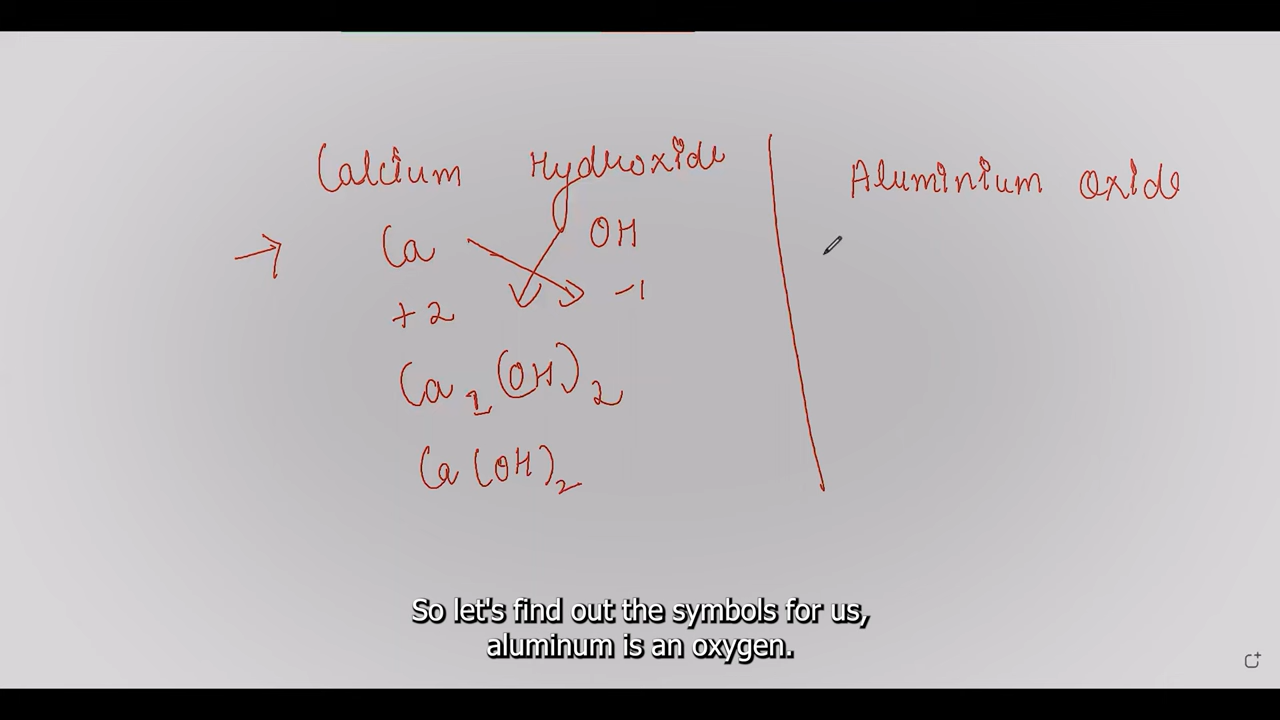 Calcium Hydroxide
Ca OH
+2 -1
Ca1(OH)2
Ca(OH)2
Aluminium oxide
So let's find out the symbols for us,
aluminum is an oxygen.